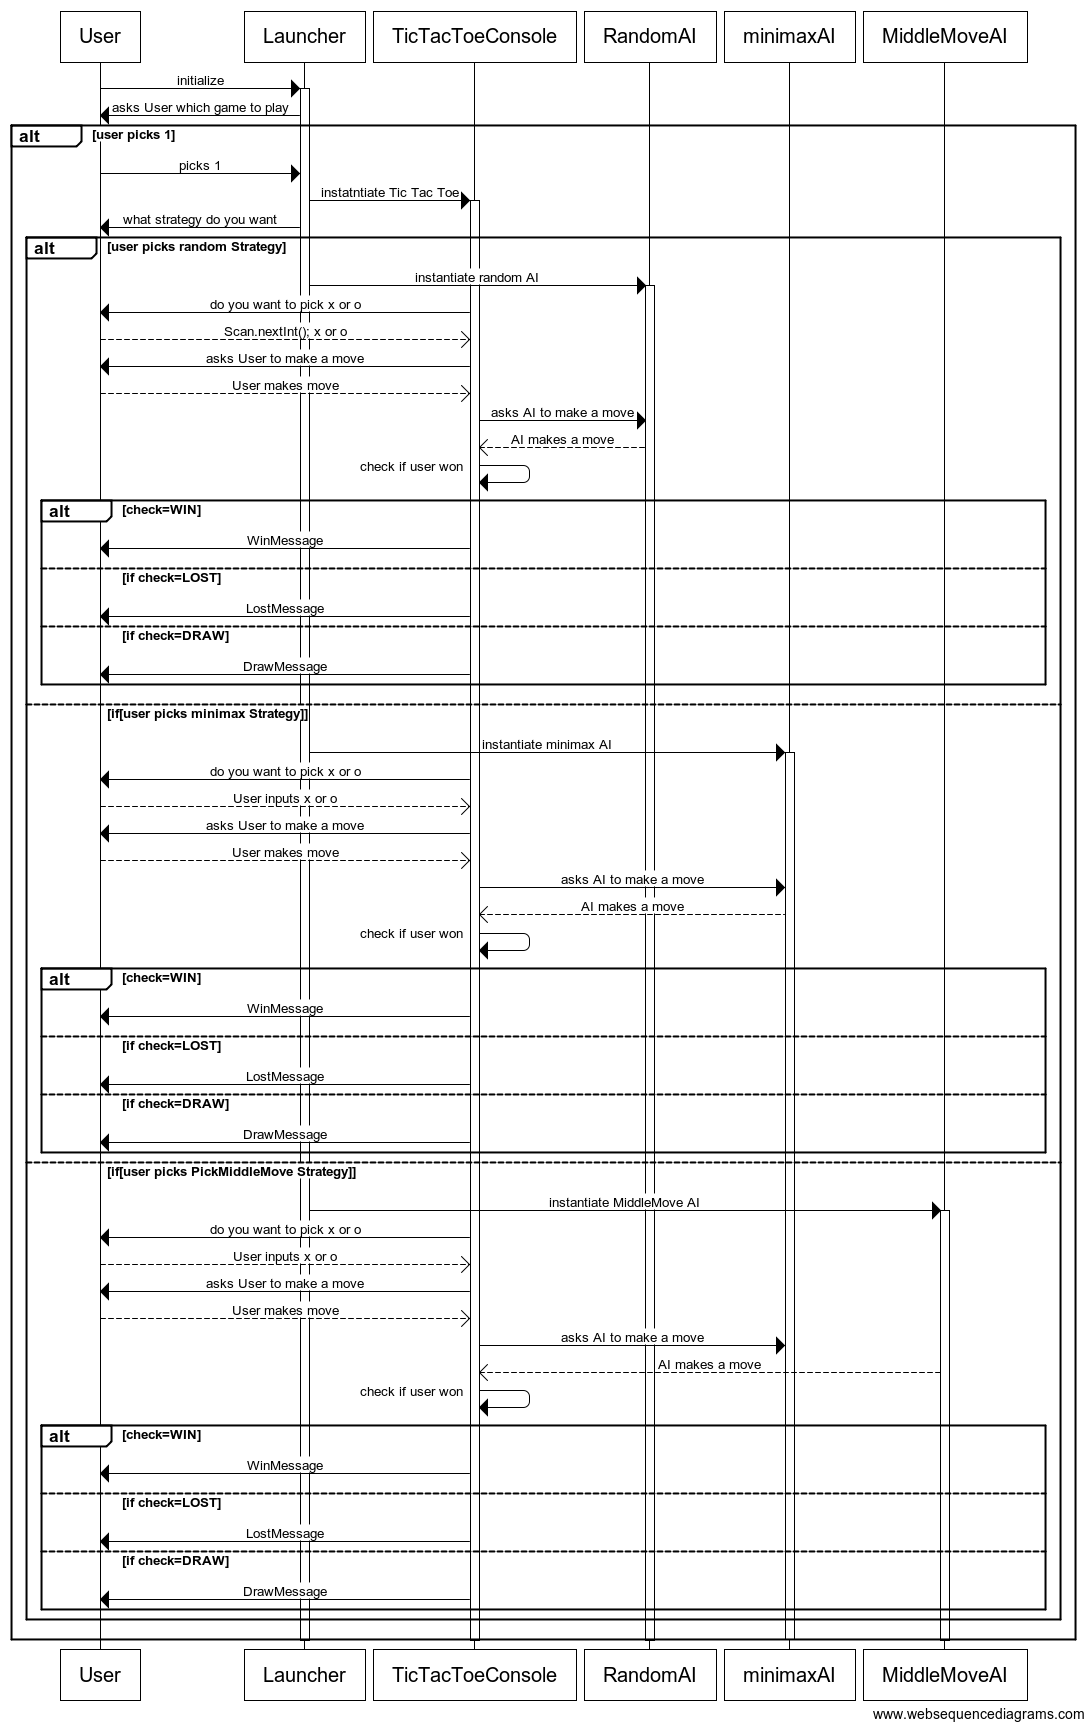 User Launcher TicTacToeConsole RandomAI minimaxAI MiddleMoveAI
initialize
asks User which game to play
alt [user picks 1]
picks 1
instatntiate Tic Tac Toe
what strategy do you want
alt [user picks random Strategy]
instantiate random AI
do you want to pick x or o
Scan.nextInt(); x or o
asks User to make a move
User makes move
asks AI to make a move
AI makes a move
check if user won
alt [check=WIN]
WinMessage
[if check=LOST]
LostMessage
[if check=DRAW]
DrawMessage
[if[user picks minimax Strategy]]
instantiate minimax AI
do you want to pick x or o
User inputs x or o
asks User to make a move
User makes move
asks AI to make a move
AI makes a move
check if user won
alt [check=WIN]
WinMessage
[if check=LOST]
LostMessage
[if check=DRAW]
DrawMessage
[if[user picks PickMiddleMove Strategy]]
instantiate MiddleMove AI
do you want to pick x or o
User inputs x or o
asks User to make a move
User makes move
asks AI to make a move
AI makes a move
check if user won
alt [check=WIN]
WinMessage
[if check=LOST]
LostMessage
[if check=DRAW]
DrawMessage
User Launcher TicTacToeConsole RandomAI minimaxAI MiddleMoveAI
www.websequencediagrams.com